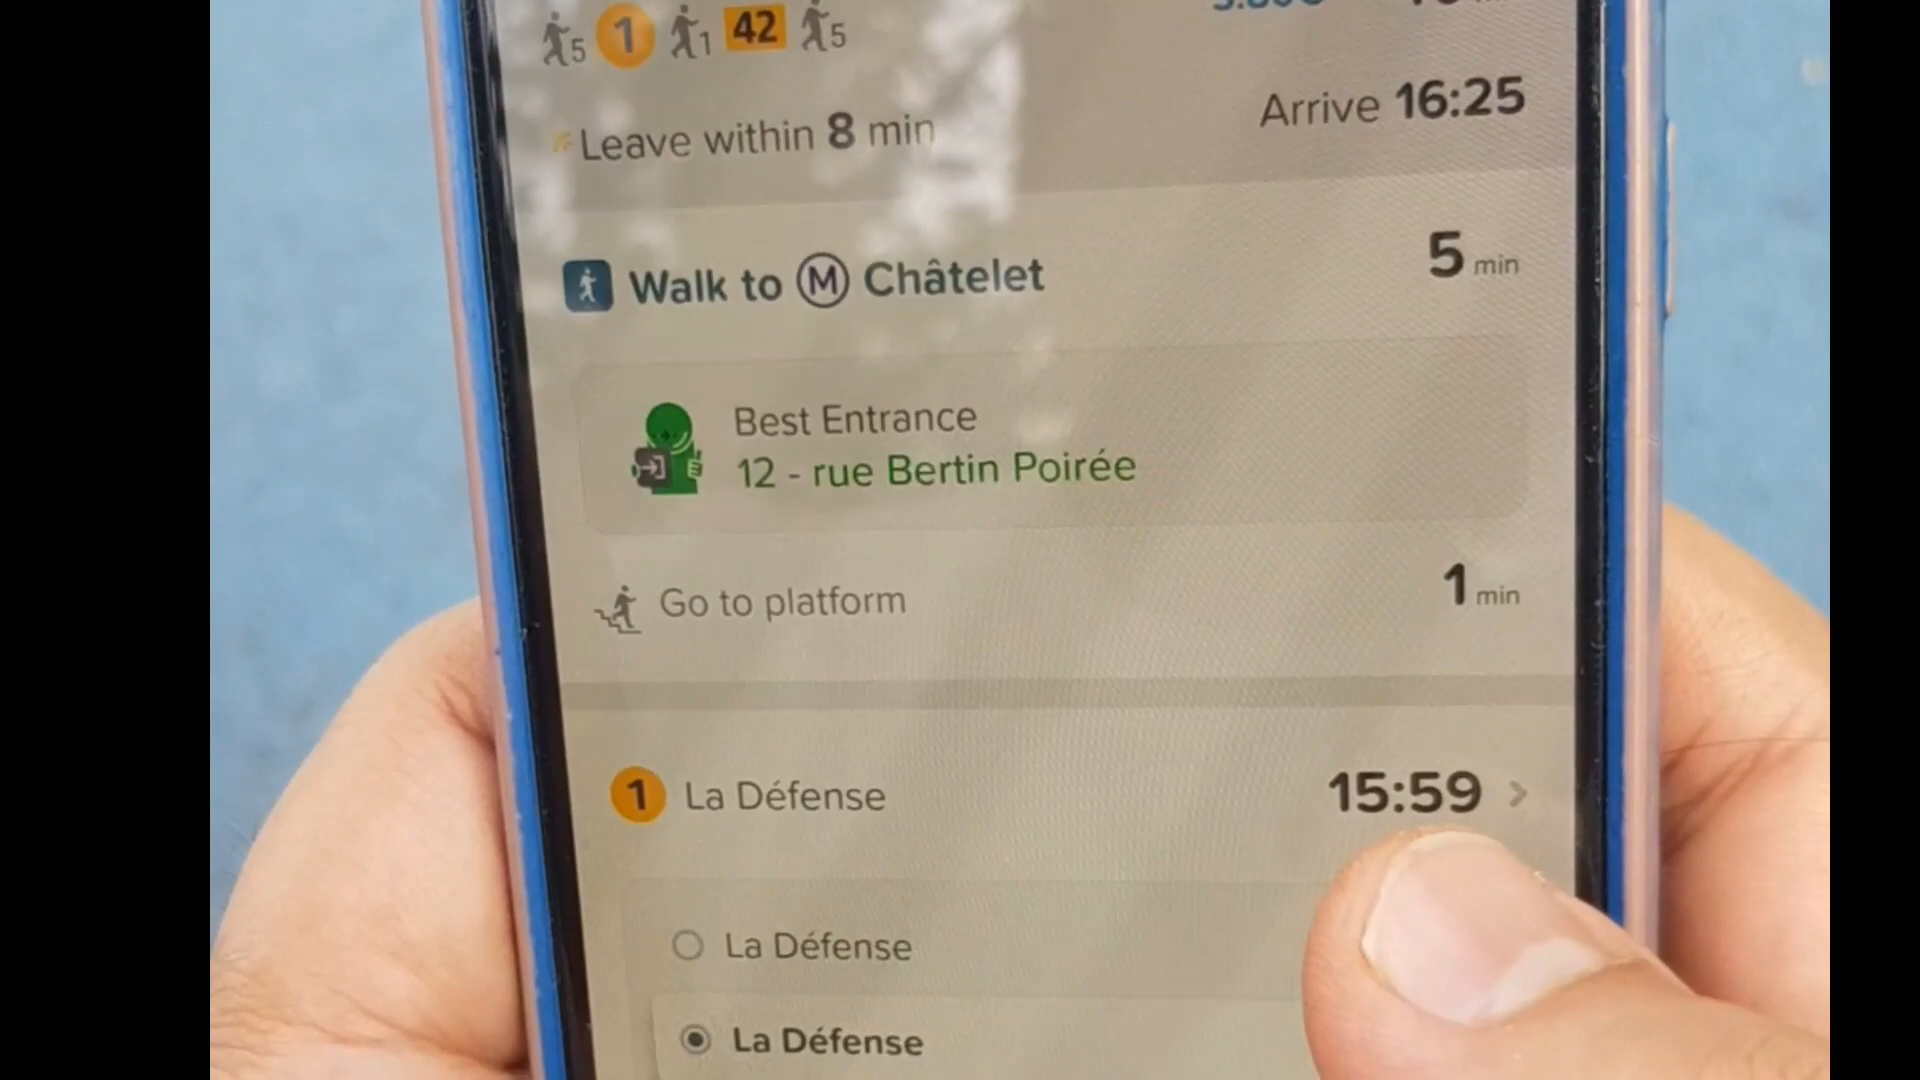 5 1 1 42 5
Leave within 8 min
Arrive 16:25
Walk to M Châtelet
5 min
Best Entrance
12 - rue Bertin Poirée
Go to platform
1 min
1 La Défense
15:59 >
La Défense
La Défense